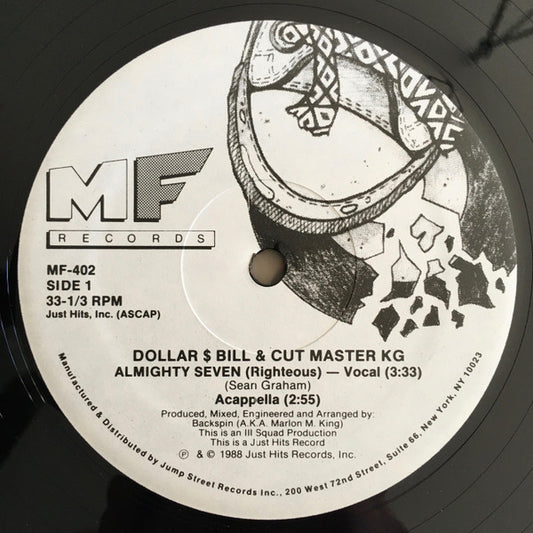 MF
RECORDS
MF-402
SIDE 1
33-1/3 RPM
Just Hits, Inc. (ASCAP)
DOLLAR $ BILL & CUT MASTER KG
ALMIGHTY SEVEN (Righteous) — Vocal (3:33)
(Sean Graham)
Acappella (2:55)
Produced, Mixed, Engineered and Arranged by:
Backspin (A.K.A. Marlon M. King)
This is an Ill Squad Production
This is a Just Hits Record
℗ & © 1988 Just Hits Records, Inc.
Manufactured & Distributed by Jump Street Records Inc., 200 West 72nd Street, Suite 66, New York, NY 10023